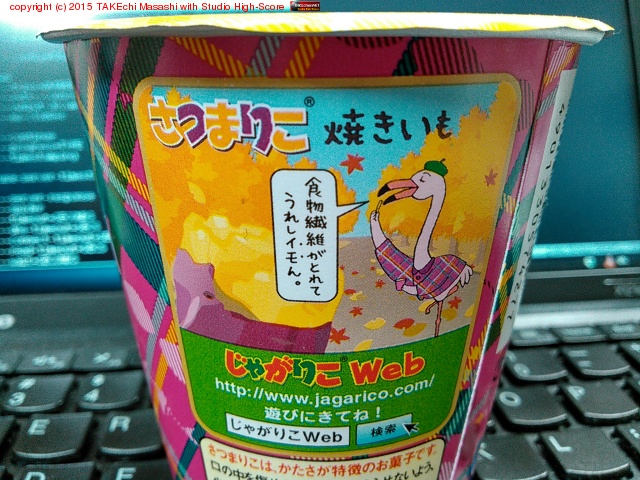 copyright (c) 2015 TAKEchi Masashi with Studio High-Score
さつまりこ® 焼きいも
食物繊維がとれて
うれしイモん。
じゃがりこ® Web
http://www.jagarico.com/
遊びにきてね!
じゃがりこWeb 検索
さつまりこは、かたさが特徴のお菓子です。